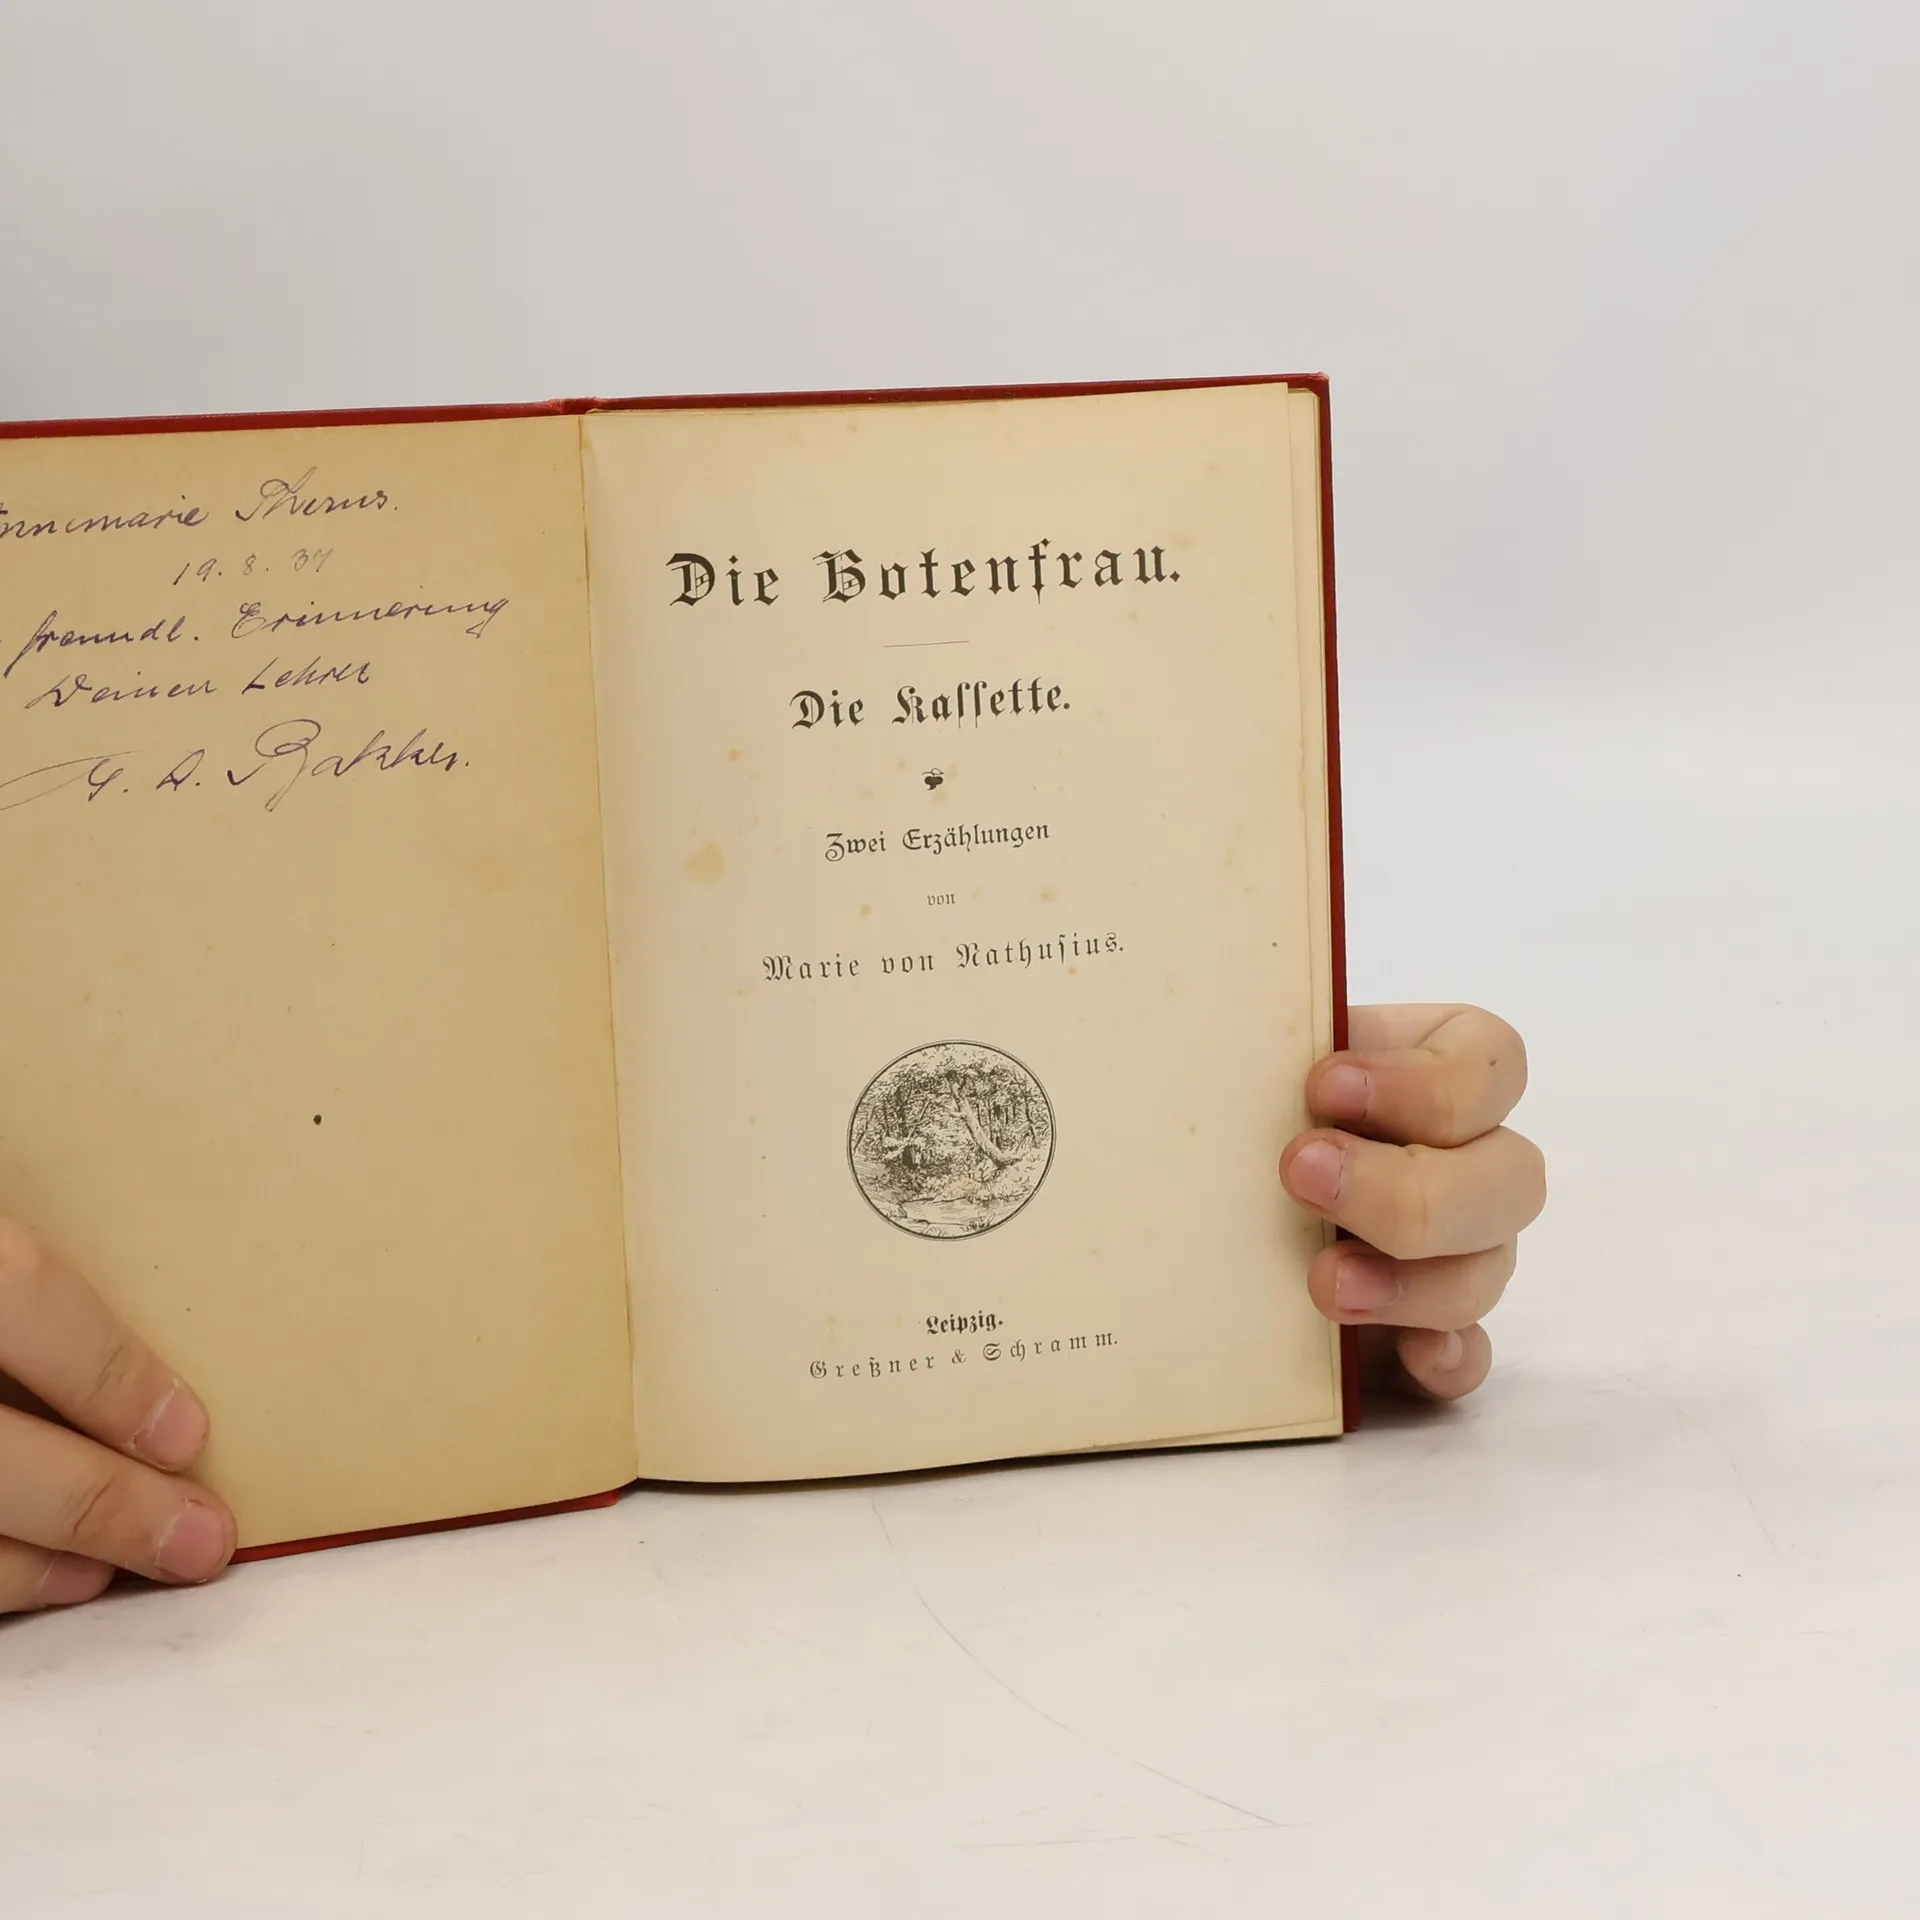 19. 8. 37
freundl. Erinnerung
Deinen Lehrer
Die Botenfrau.
Die Kassette.
Zwei Erzählungen
von
Marie von Nathusius.
Leipzig.
Greßner & Schramm.